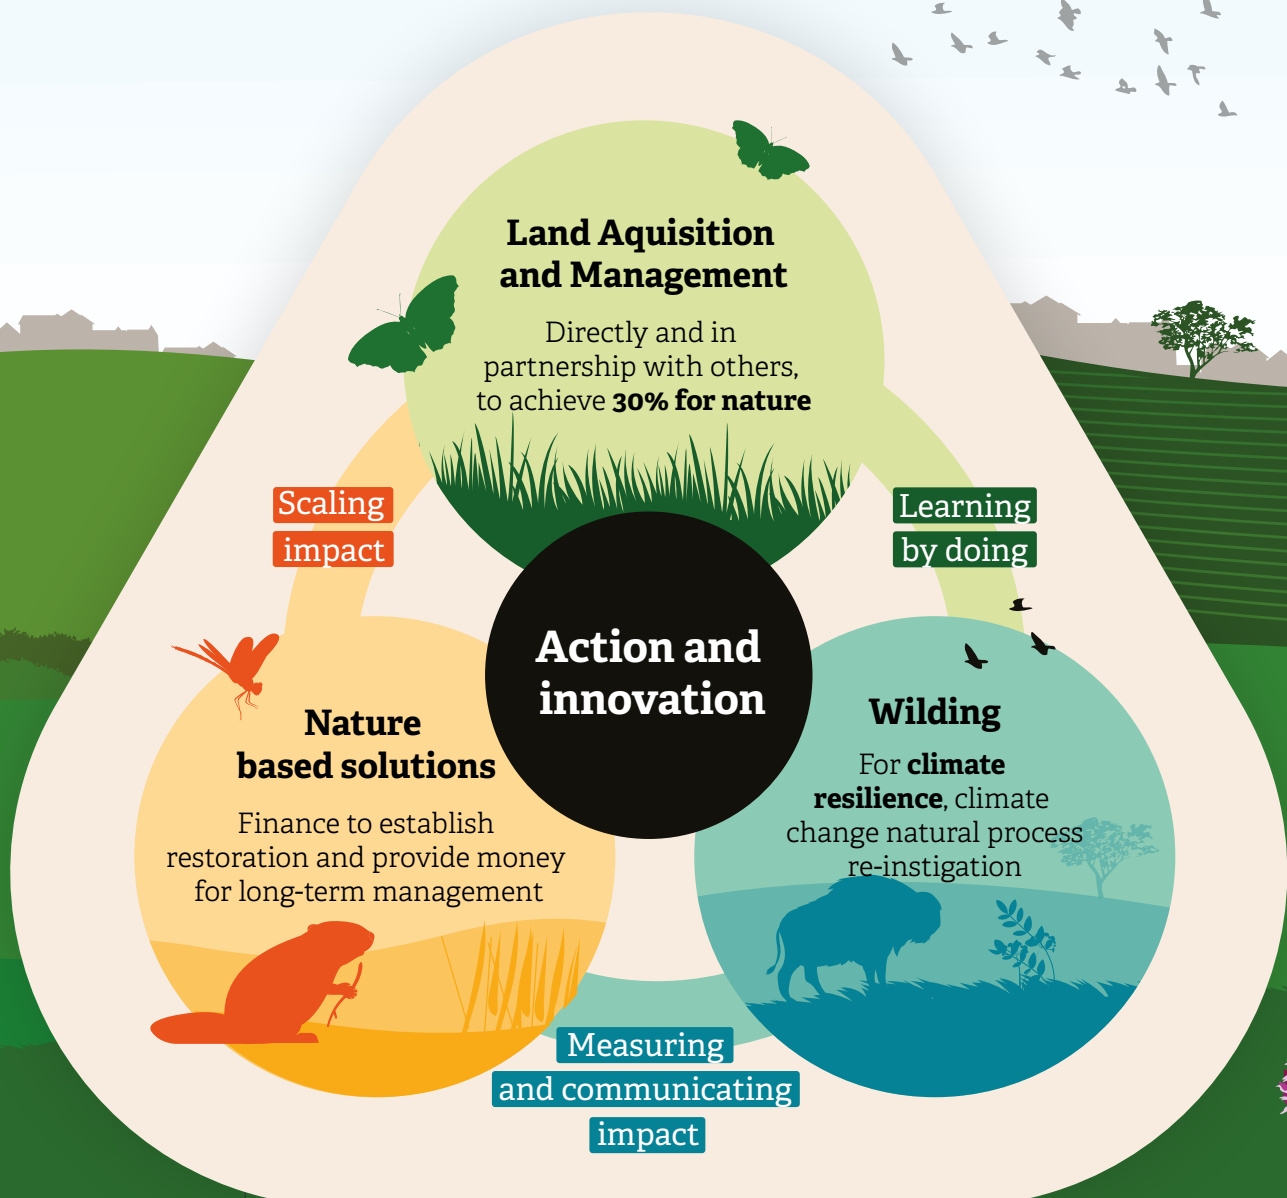 Land Aquisition
and Management
Directly and in
partnership with others,
to achieve 30% for nature
Scaling
impact
Learning
by doing
Action and
innovation
Nature
based solutions
Finance to establish
restoration and provide money
for long-term management
Wilding
For climate
resilience, climate
change natural process
re-instigation
Measuring
and communicating
impact